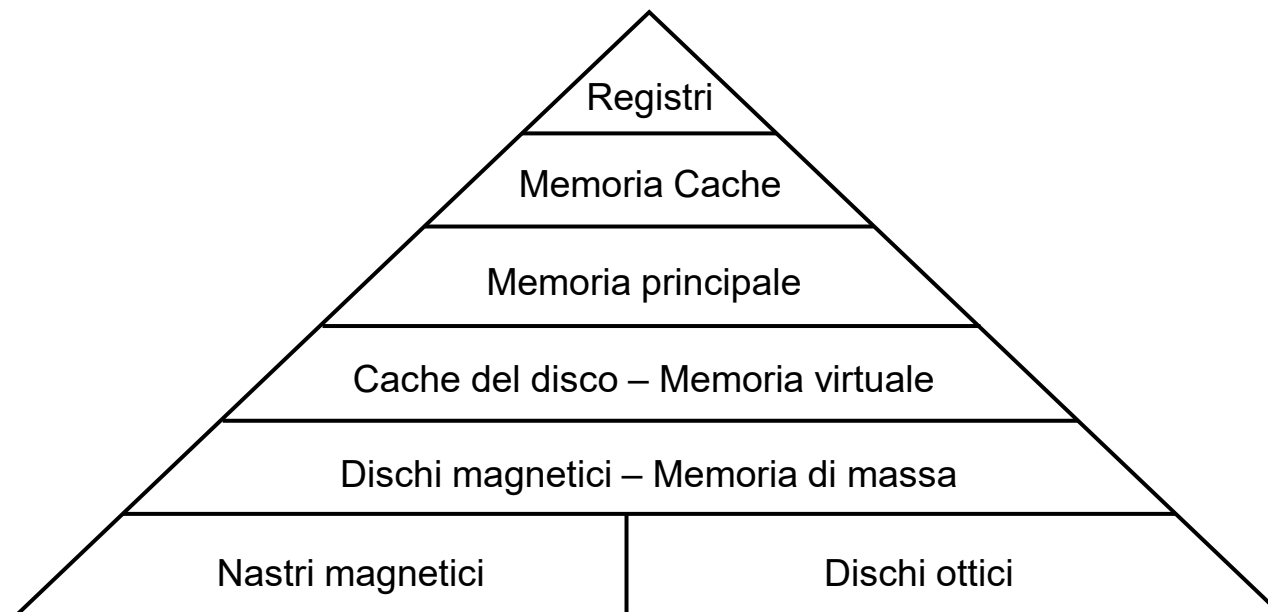 Registri
Memoria Cache
Memoria principale
Cache del disco – Memoria virtuale
Dischi magnetici – Memoria di massa
Nastri magnetici
Dischi ottici